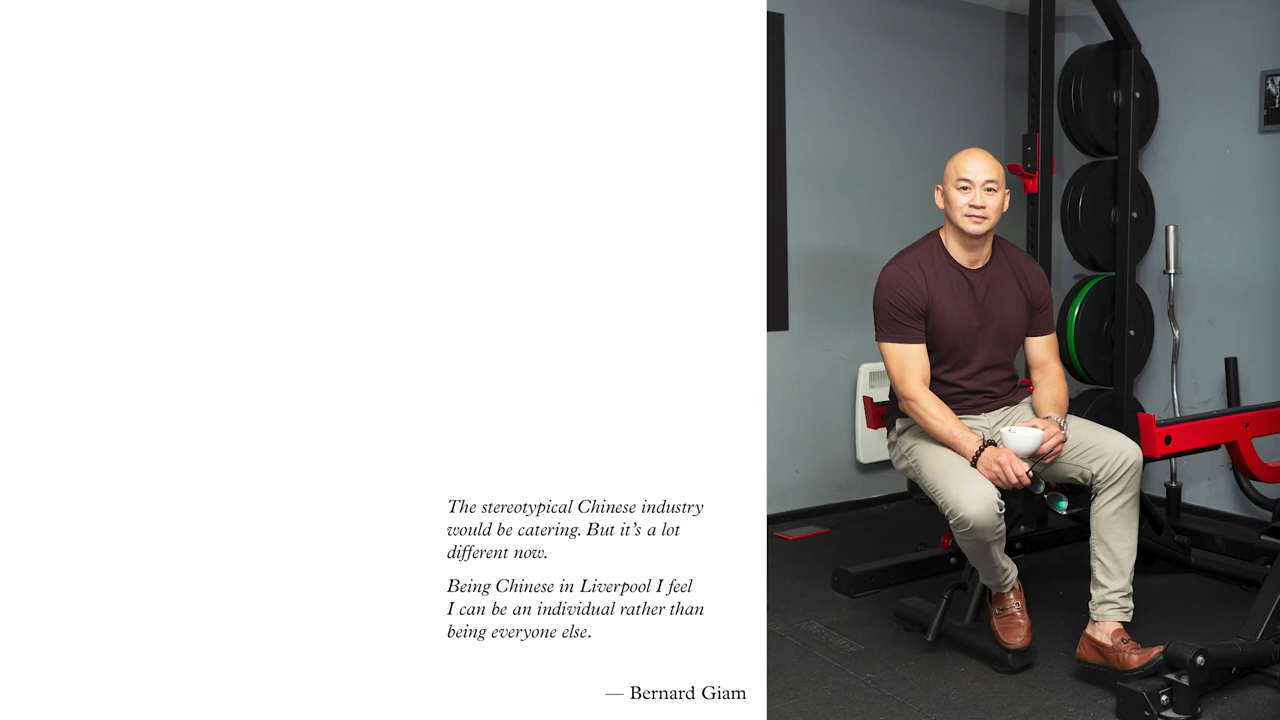 The stereotypical Chinese industry
would be catering. But it’s a lot
different now.
Being Chinese in Liverpool I feel
I can be an individual rather than
being everyone else.
— Bernard Giam